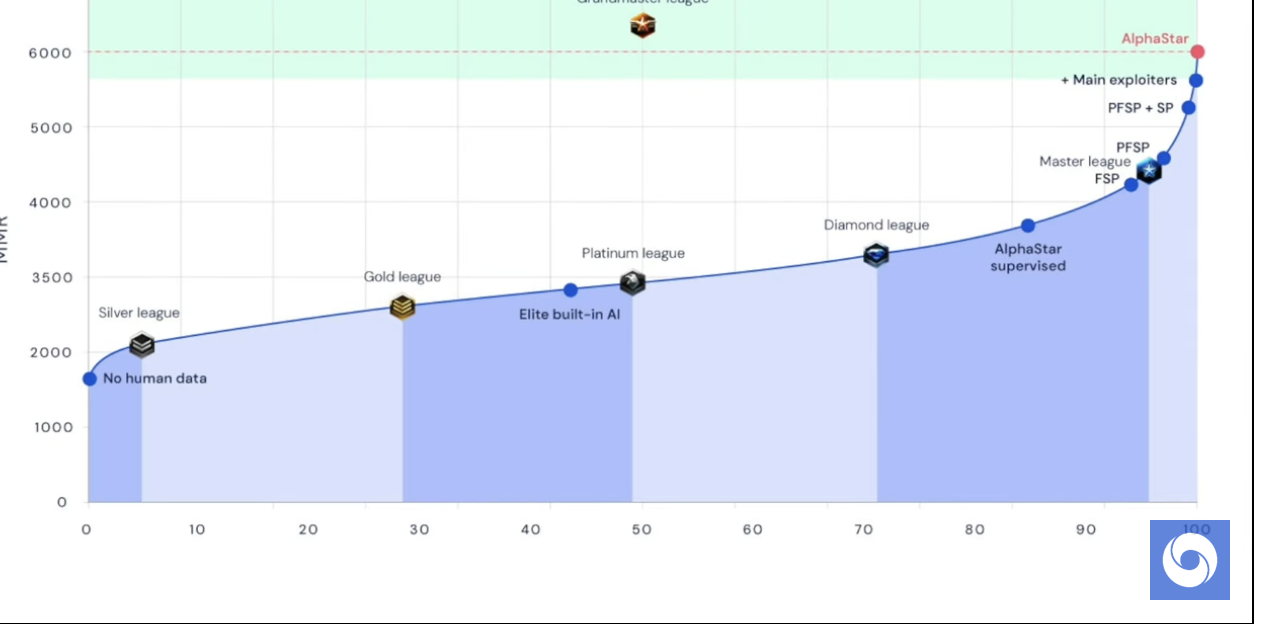 Grandmaster league
6000
AlphaStar
+ Main exploiters
PFSP + SP
5000
PFSP
Master league
FSP
4000
Diamond league
AlphaStar
supervised
Platinum league
3500
Gold league
Elite built-in AI
Silver league
2000
No human data
1000
0
MMR
0 10 20 30 40 50 60 70 80 90 100